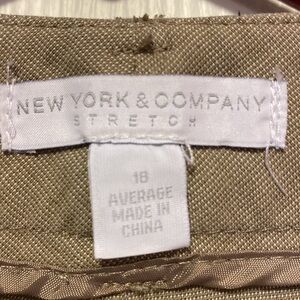 NEW YORK & COMPANY
STRETCH
18
AVERAGE
MADE IN
CHINA